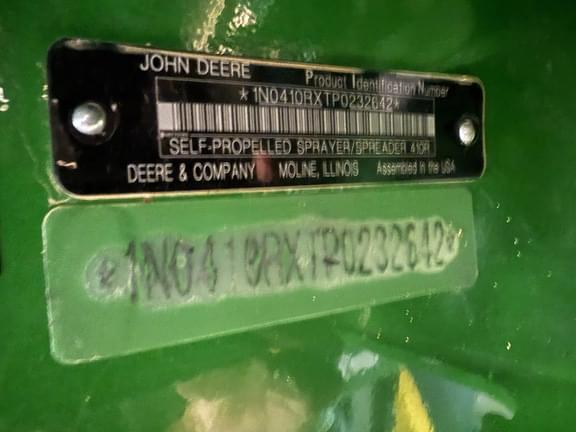 JOHN DEERE Product Identification Number
*1N0410RXTP0232642*
SELF-PROPELLED SPRAYER/SPREADER 410R
DEERE & COMPANY MOLINE, ILLINOIS Assembled in the USA
*1N0410RXTP0232642*